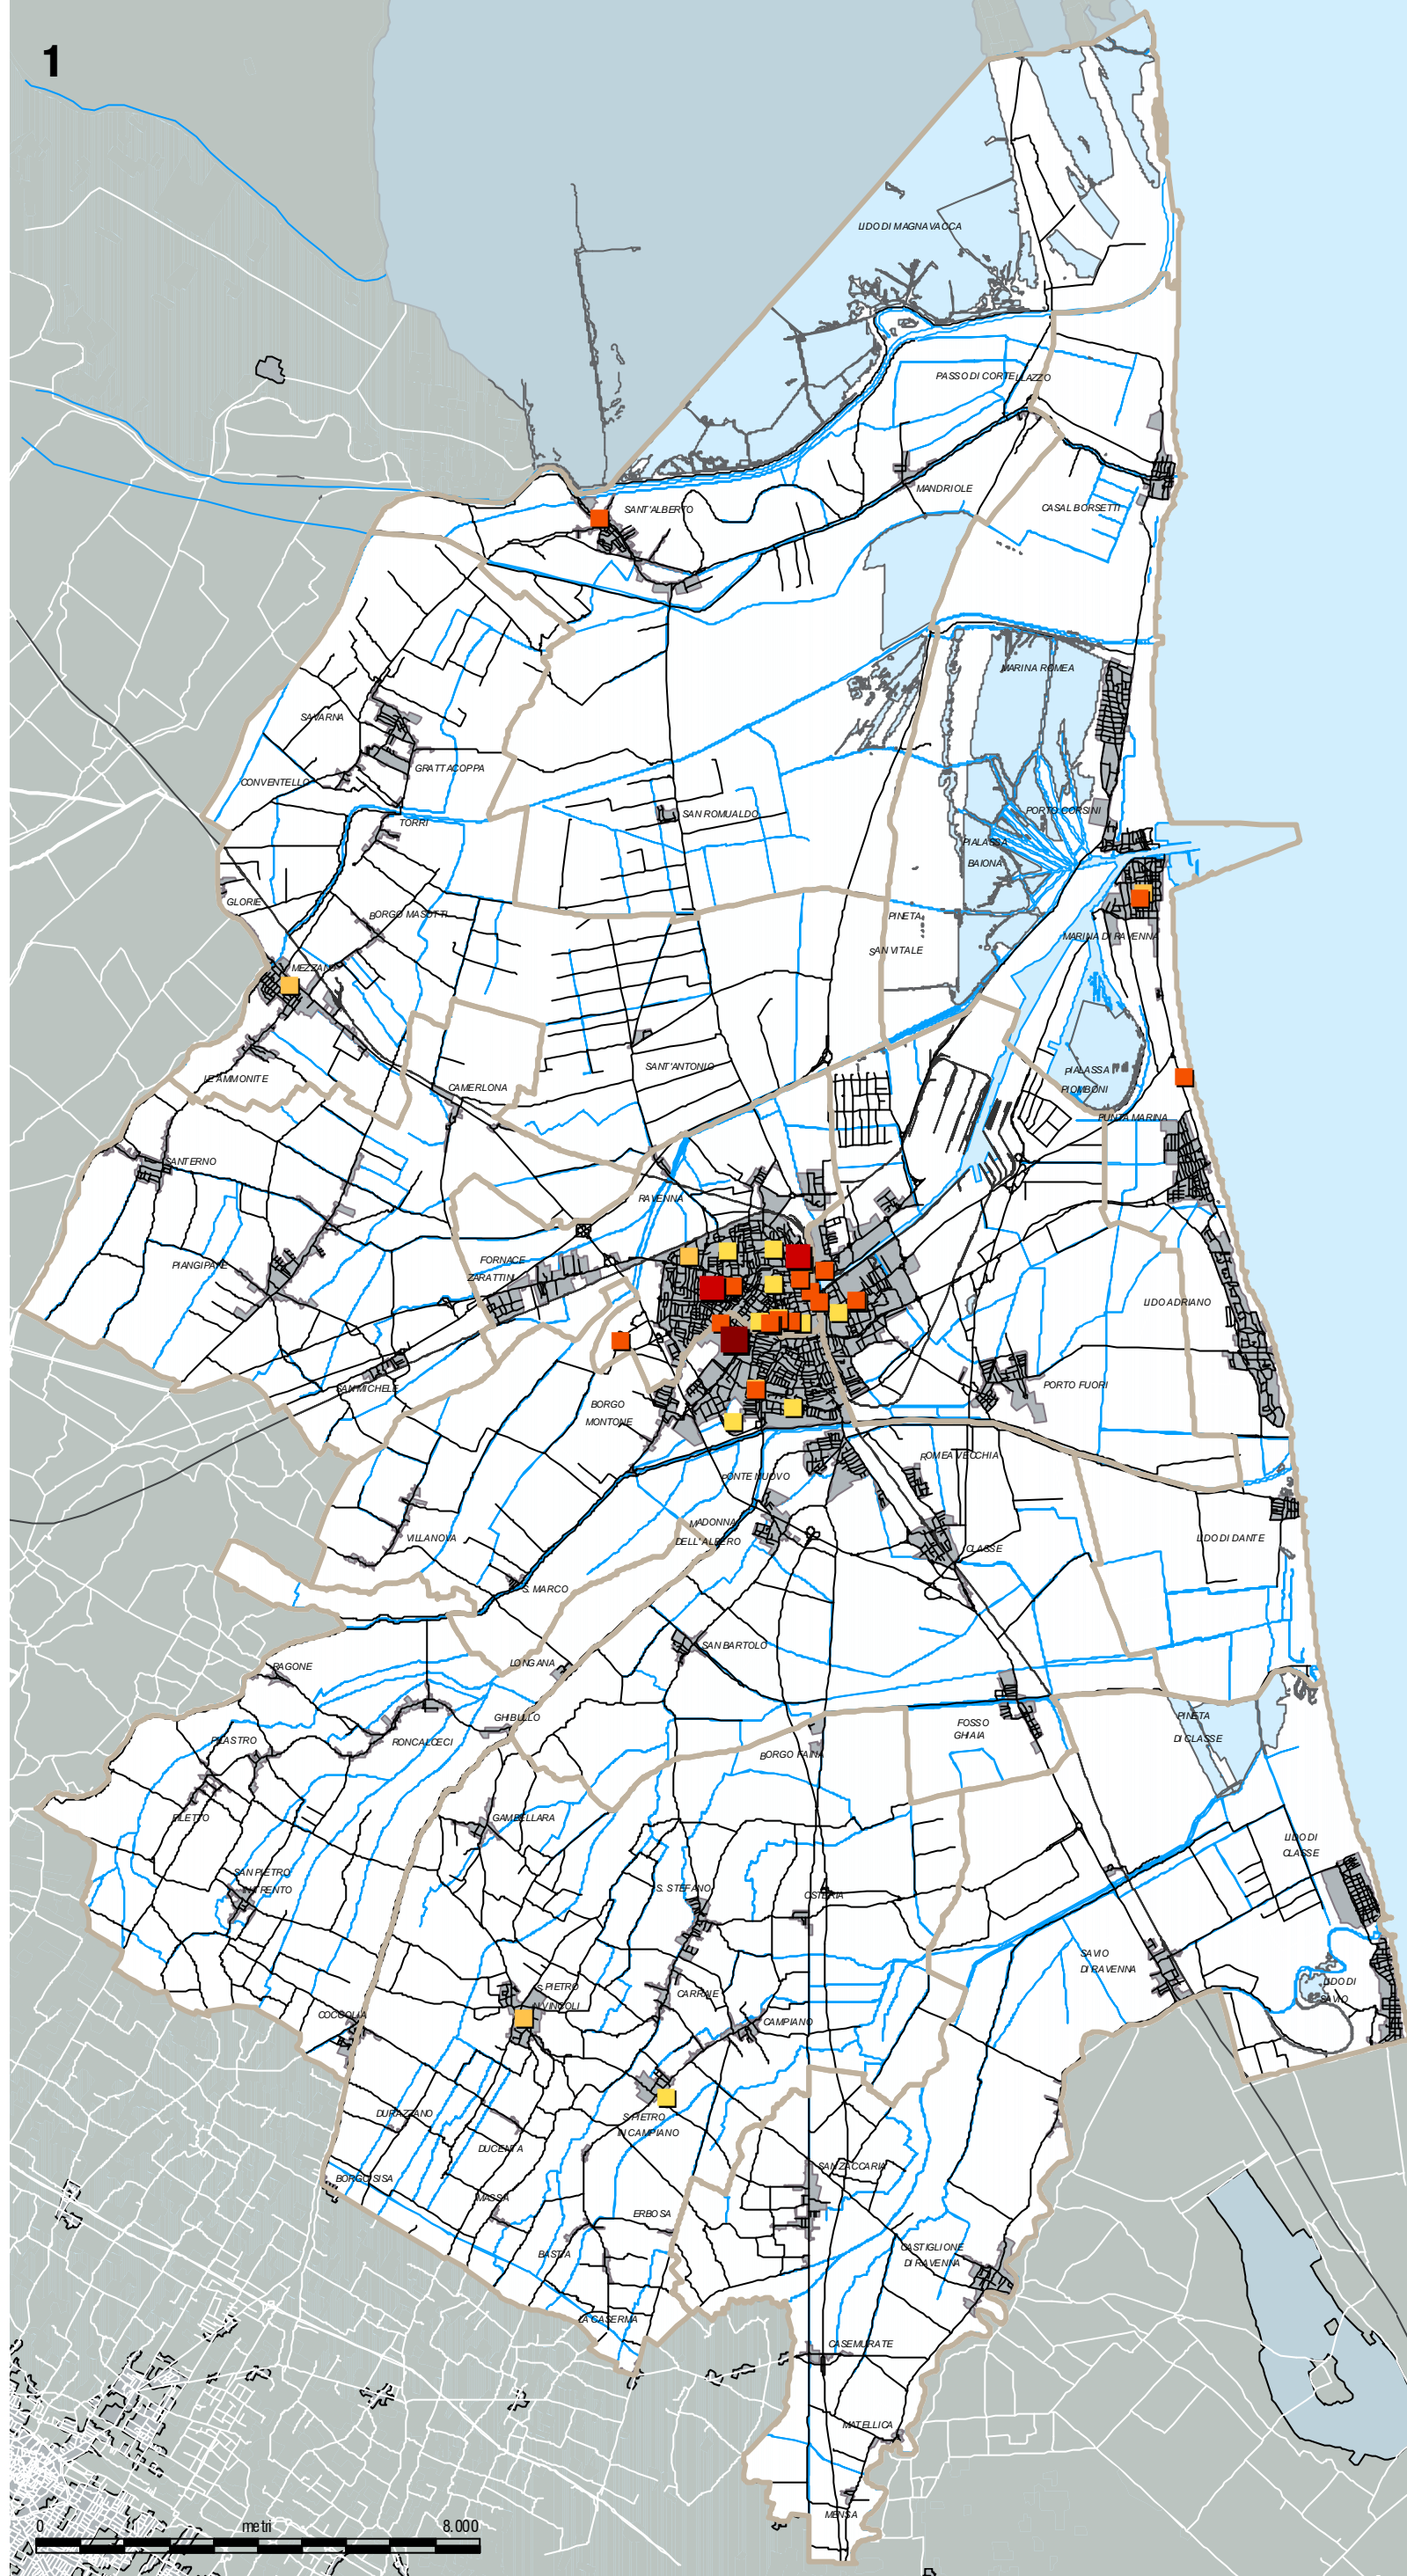 1
LIDO DI MAGNAVACCA
PASSO DI CORTELLAZZO
MANDRIOLE
SANT'ALBERTO
CASAL BORSETTI
MARINA ROMEA
SAVARNA
GRATTACOPPA
CONVENTELLO
PORTO CORSINI
SAN ROMUALDO
TORRI
PIALASSA
BAIONA
GLORIE
BORGO MASOTTI
PINETA
SAN VITALE
MARINA DI RAVENNA
MEZZANO
SANT'ANTONIO
PIALASSA
PIOMBONI
LE AMMONITE
CAMERLONA
PUNTA MARINA
SANTERNO
RAVENNA
FORNACE
ZARATTINI
PIANGIPANE
LIDO ADRIANO
SAN MICHELE
PORTO FUORI
BORGO
MONTONE
ROMEA VECCHIA
PONTE NUOVO
MADONNA
DELL'ALBERO
VILLANOVA
LIDO DI DANTE
CLASSE
S. MARCO
SAN BARTOLO
LONGANA
RAGONE
GHIBULLO
PINETA
DI CLASSE
FOSSO
GHIAIA
RONCALCECI
PILASTRO
BORGO FAINA
FILETTO
GAMBELLARA
LIDO DI
CLASSE
SAN PIETRO
IN TRENTO
S. STEFANO
OSTERIA
SAVIO
DI RAVENNA
LIDO DI
SAVIO
S.PIETRO
IN VINCOLI
CARRAIE
COCCOLIA
CAMPIANO
DURAZZANO
S.PIETRO
IN CAMPIANO
DUCENTA
SAN ZACCARIA
BORGO SISA
MASSA
ERBOSA
CASTIGLIONE
DI RAVENNA
BASTIA
LA CASERMA
CASEMURATE
MATELLICA
MENSA
0 metri 8.000